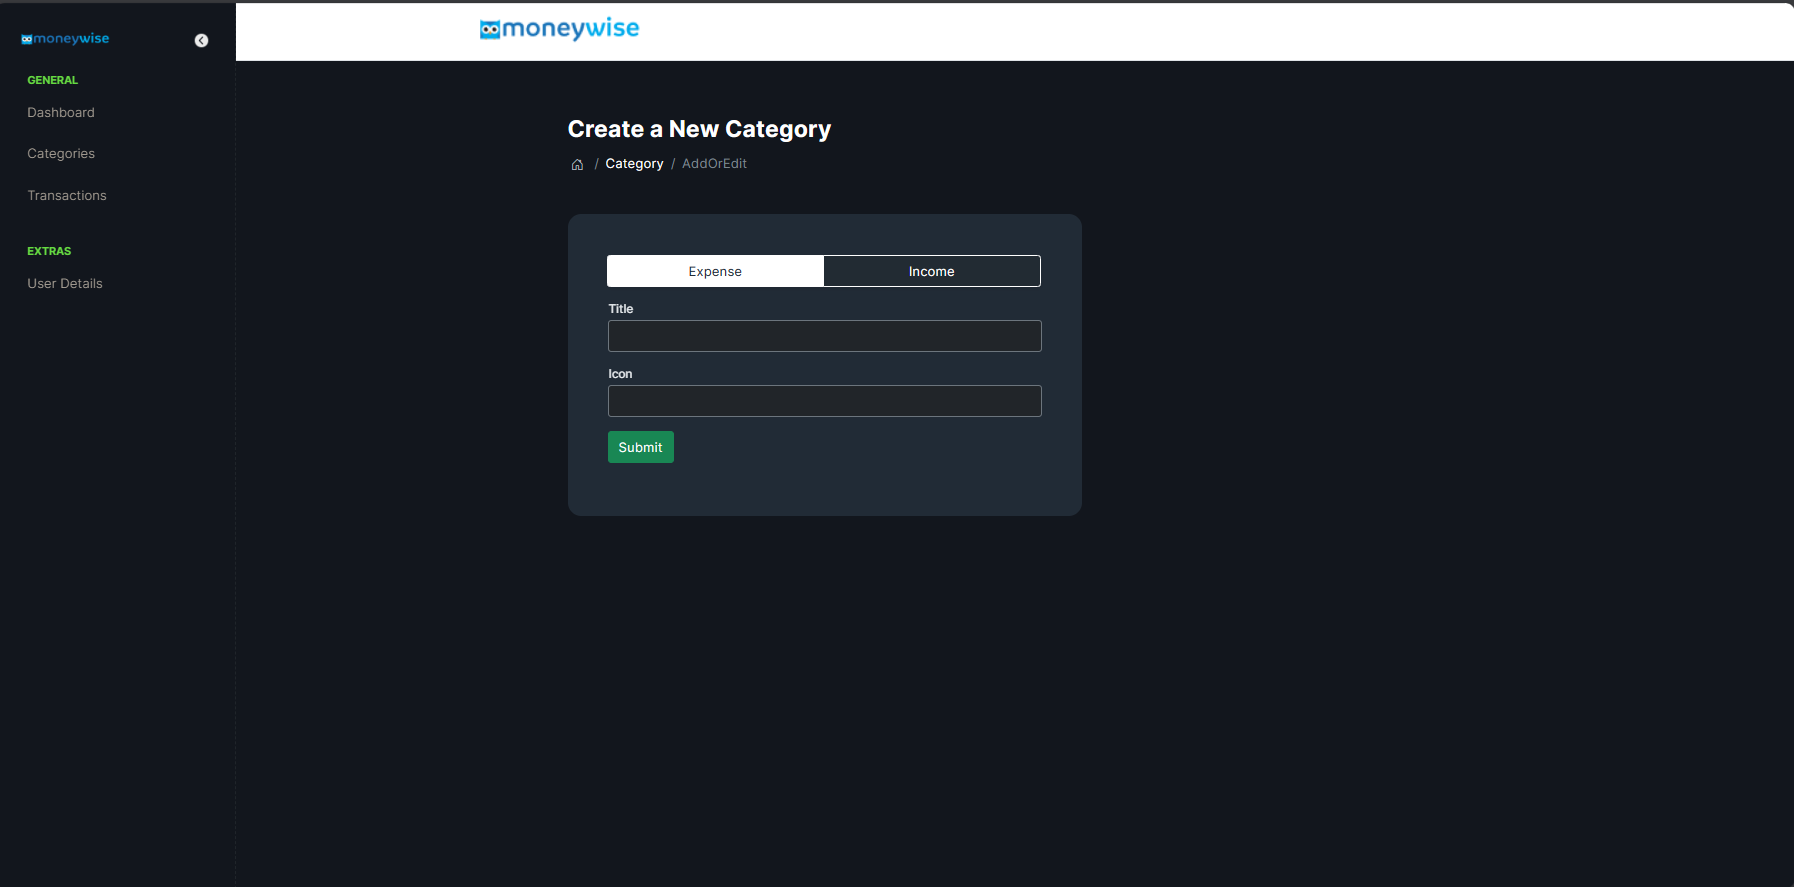 moneywise
GENERAL
Dashboard
Categories
Transactions
EXTRAS
User Details
moneywise
Create a New Category
/ Category / AddOrEdit
Expense Income
Title
Icon
Submit